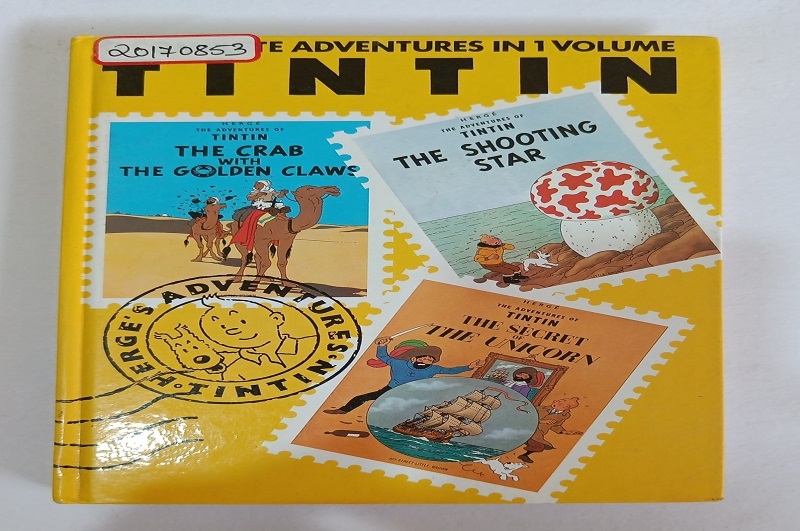 20170853
TE ADVENTURES IN 1 VOLUME
TINTIN
HERGÉ
THE ADVENTURES OF
TINTIN
THE CRAB
WITH
THE GOLDEN CLAWS
HERGÉ
THE ADVENTURES OF
TINTIN
THE SHOOTING
STAR
HERGÉ'S ADVENTURES
TINTIN
HERGÉ
THE ADVENTURES OF
TINTIN
THE SECRET
OF
THE UNICORN